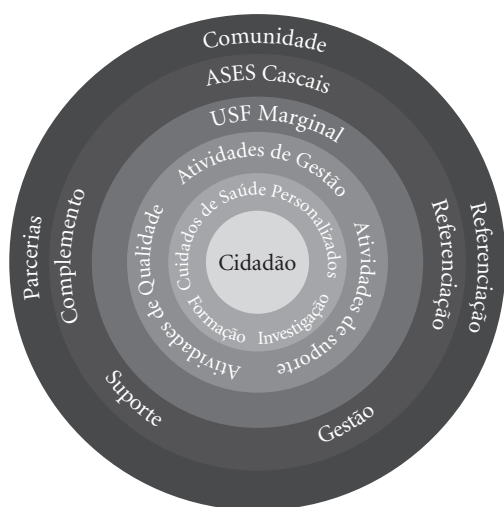 Comunidade
ASES Cascais
USF Marginal
Atividades de Gestão
Cuidados de Saúde Personalizados
Cidadão
Formação
Investigação
Atividades de Qualidade
Atividades de suporte
Parcerias
Complemento
Referenciação
Referenciação
Suporte
Gestão